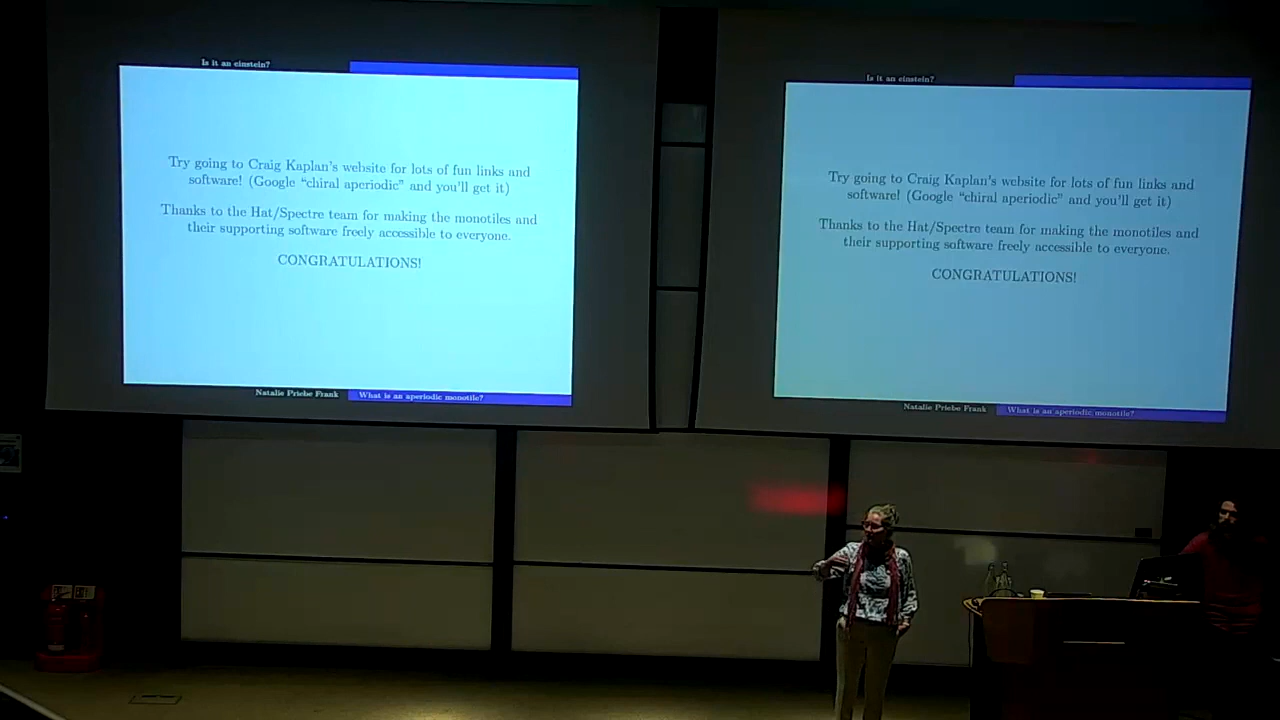 Is it an einstein?
Try going to Craig Kaplan's website for lots of fun links and
software! (Google “chiral aperiodic” and you'll get it)
Thanks to the Hat/Spectre team for making the monotiles and
their supporting software freely accessible to everyone.
CONGRATULATIONS!
Natalie Priebe Frank What is an aperiodic monotile?
Is it an einstein?
Try going to Craig Kaplan's website for lots of fun links and
software! (Google “chiral aperiodic” and you'll get it)
Thanks to the Hat/Spectre team for making the monotiles and
their supporting software freely accessible to everyone.
CONGRATULATIONS!
Natalie Priebe Frank What is an aperiodic monotile?